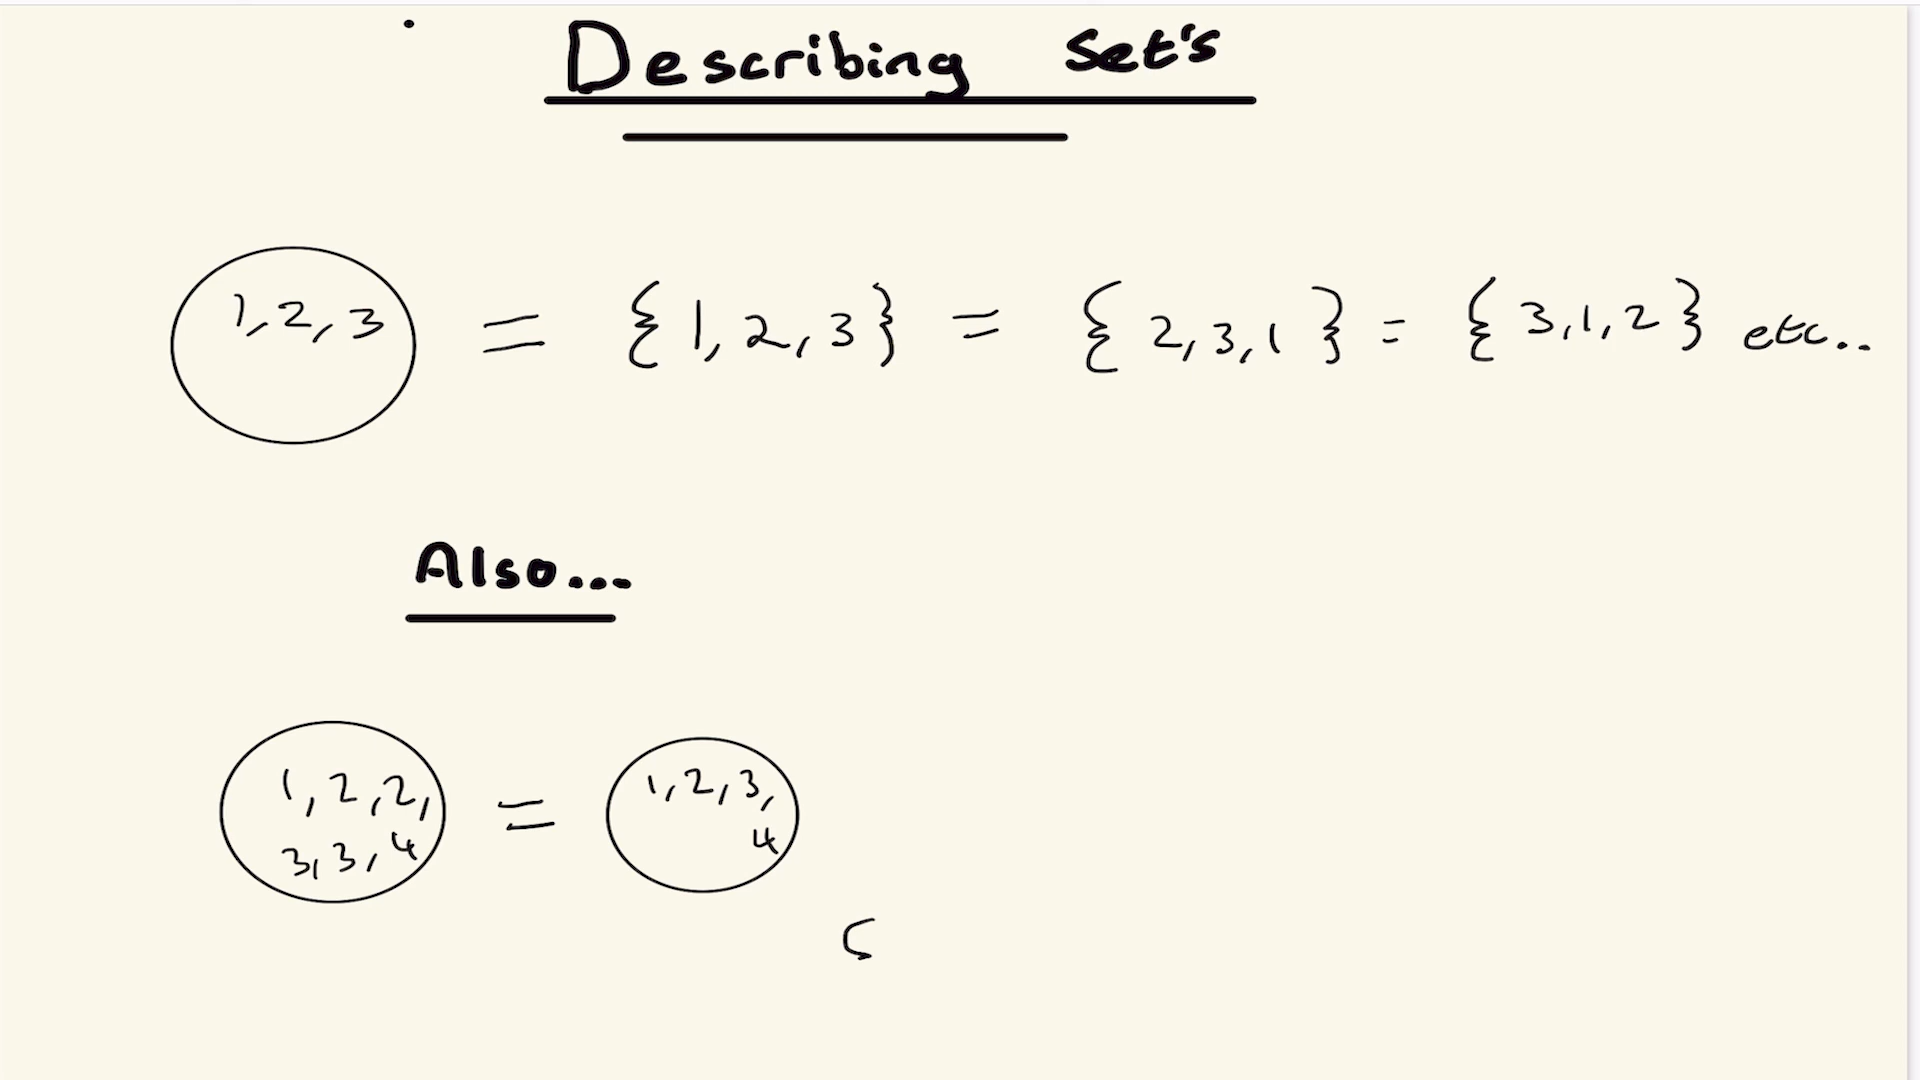 Describing Set's
1,2,3 = {1,2,3} = {2,3,1} = {3,1,2} etc..
Also...
1,2,2, = 1,2,3,
3,3,4 4